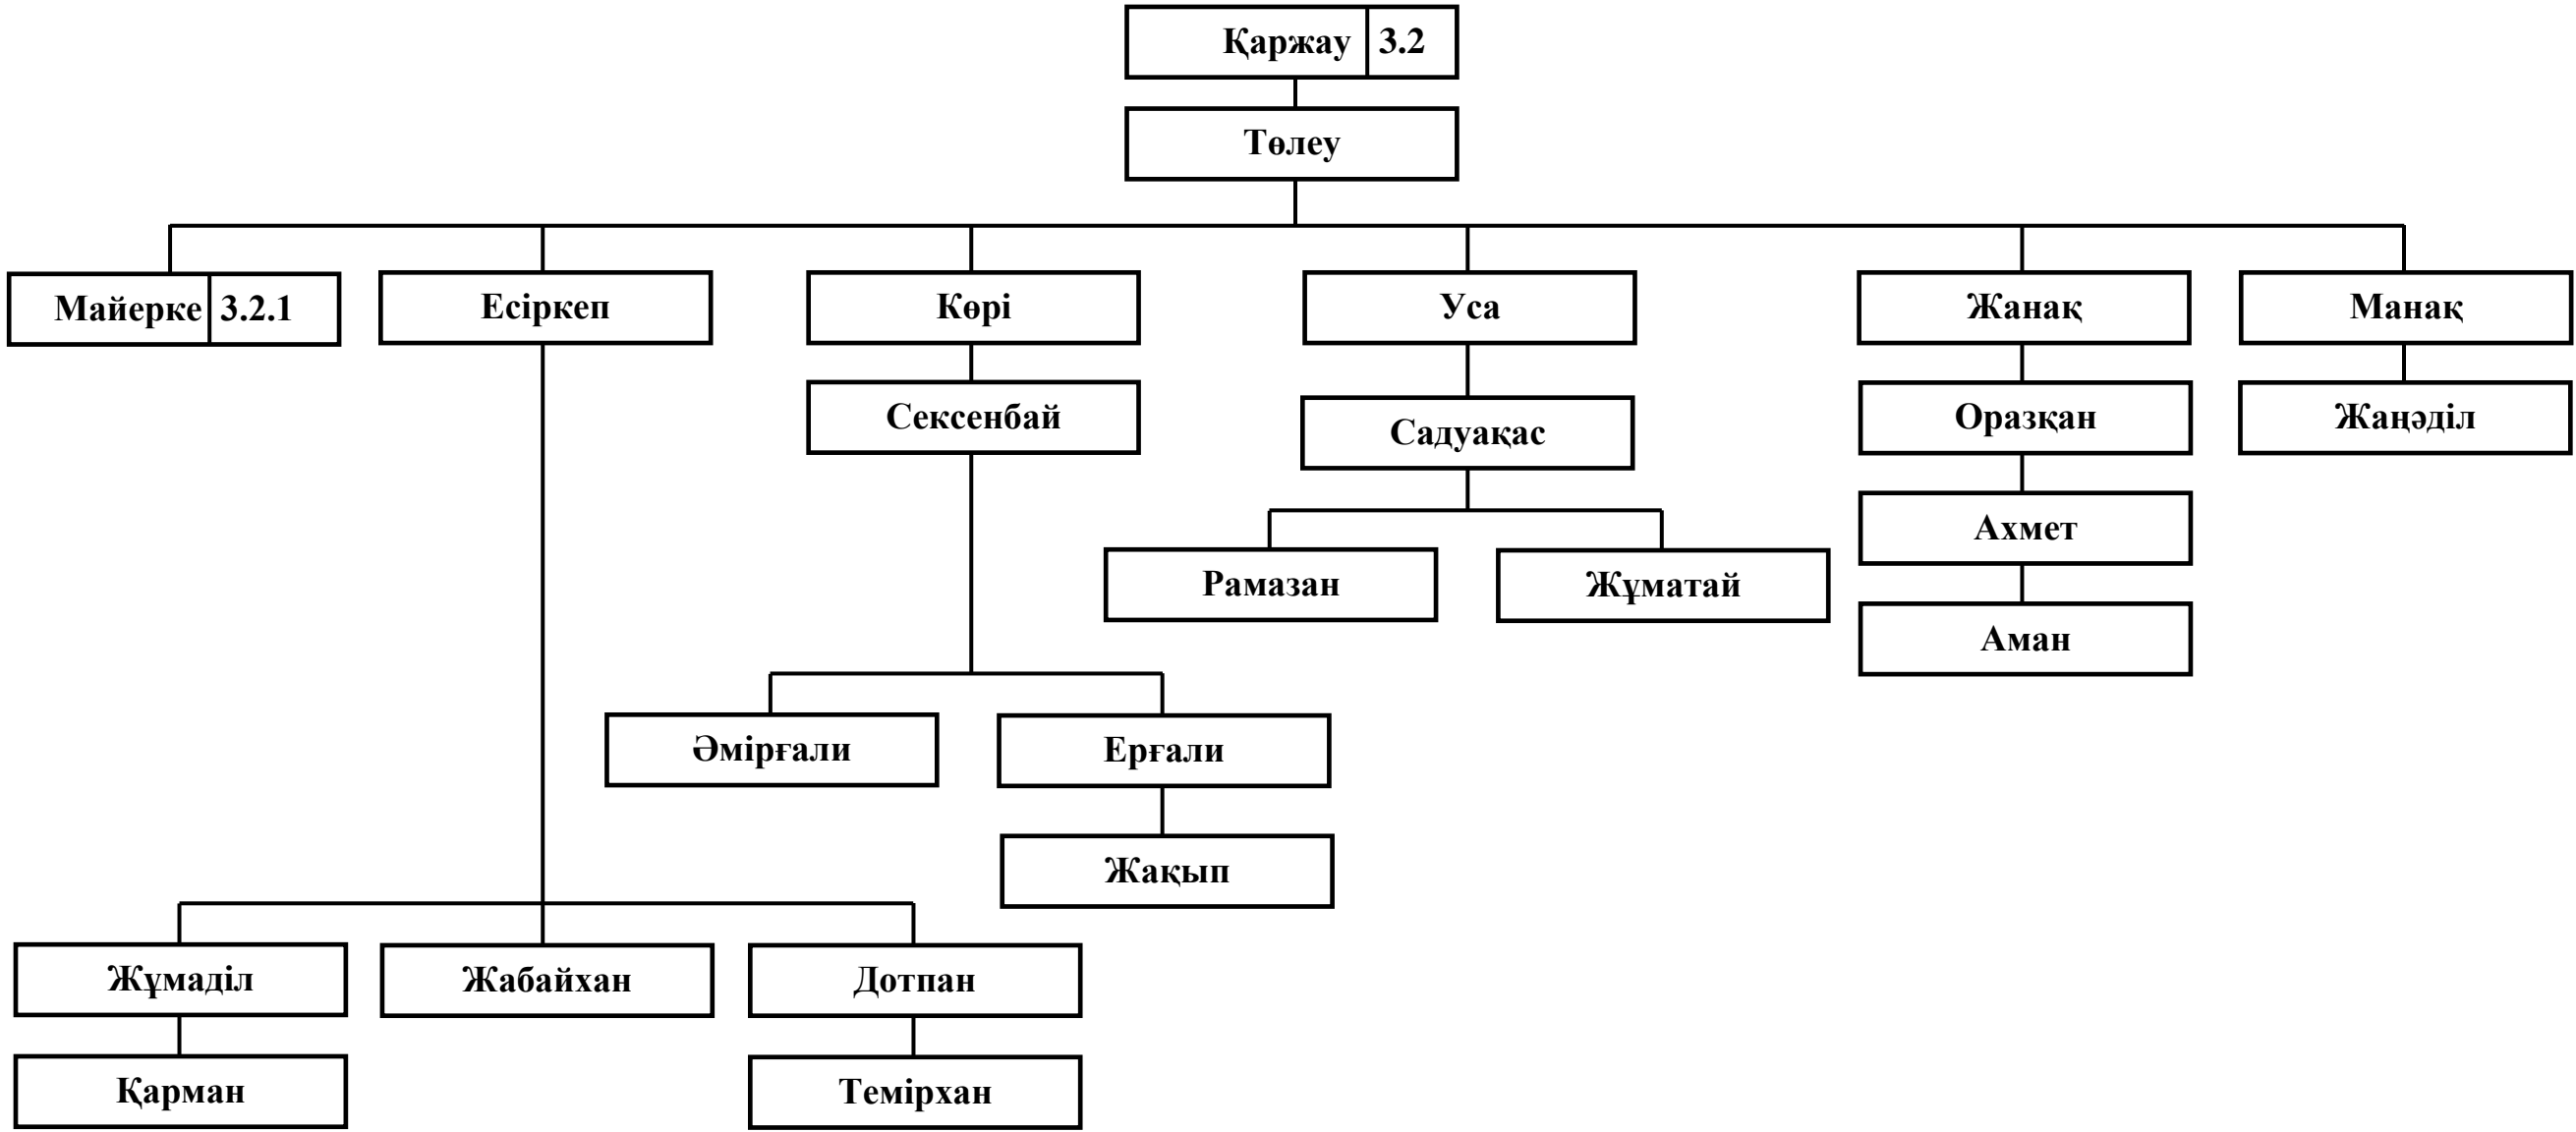 Қаржау 3.2
Төлеу
Майерке 3.2.1
Есіркеп
Көрі
Уса
Жанақ
Манақ
Сексенбай
Садуақас
Оразқан
Жаңәділ
Ахмет
Рамазан
Жұматай
Аман
Әмірғали
Ерғали
Жақып
Жұмаділ
Жабайхан
Дотпан
Қарман
Темірхан